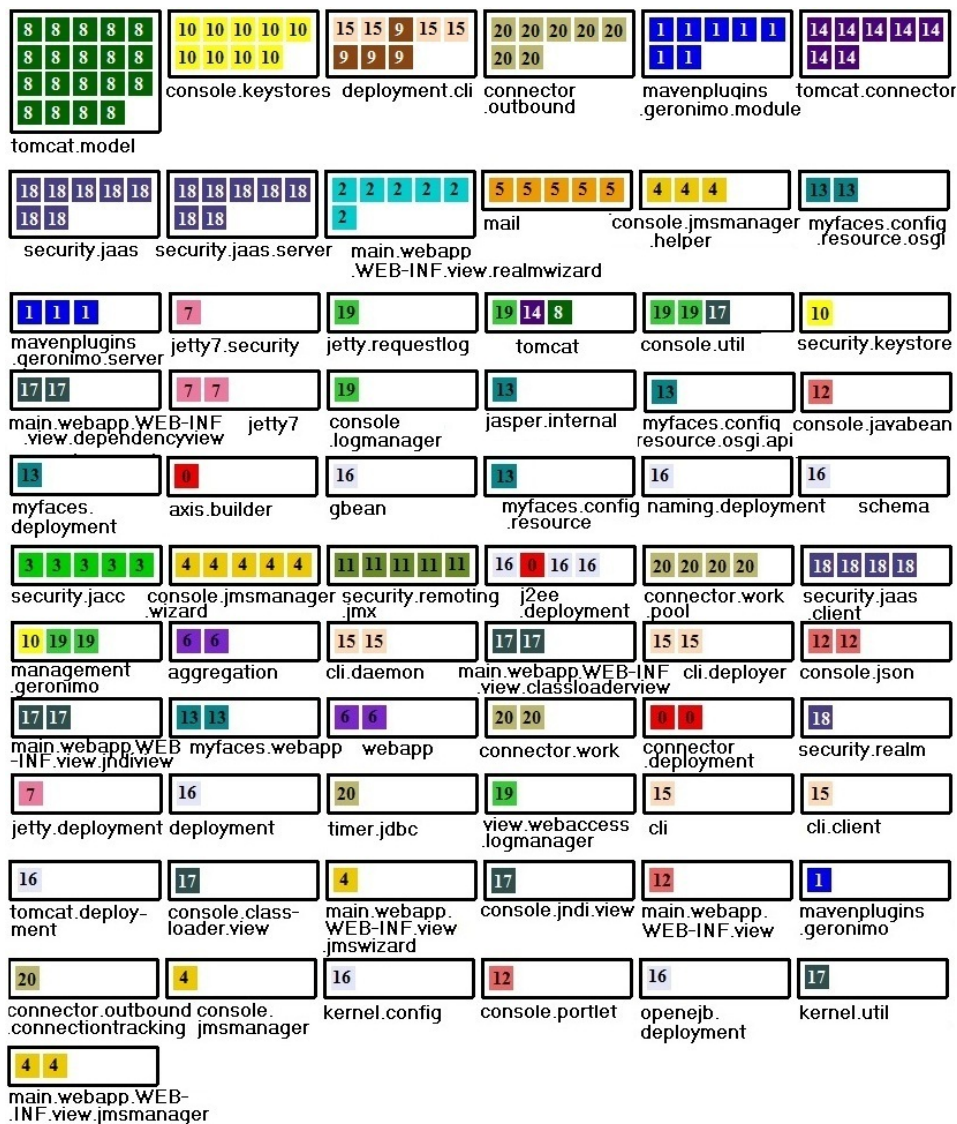 8 8 8 8 8
8 8 8 8 8
8 8 8 8 8
8 8 8 8
tomcat.model
10 10 10 10 10
10 10 10 10
console.keystores
15 15 9 15 15
9 9 9
deployment.cli
20 20 20 20 20
20 20
connector
.outbound
1 1 1 1 1
1 1
mavenplugins
.geronimo.module
14 14 14 14 14
14 14
tomcat.connector
18 18 18 18 18
18 18
security.jaas
18 18 18 18 18
18 18
security.jaas.server
2 2 2 2 2
2
main.webapp
.WEB-INF.view.realmwizard
5 5 5 5 5
mail
4 4 4
console.jmsmanager
.helper
13 13
myfaces.config
.resource.osgi
1 1 1
mavenplugins
.geronimo.server
7
jetty7.security
19
jetty.requestlog
19 14 8
tomcat
19 19 17
console.util
10
security.keystore
17 17
main.webapp.WEB-INF
.view.dependencyview
7 7
jetty7
19
console
.logmanager
13
jasper.internal
13
myfaces.config
resource.osgi.api
12
console.javabean
13
myfaces.
deployment
0
axis.builder
16
gbean
13
myfaces.config
.resource
16
naming.deployment
16
schema
3 3 3 3 3
security.jacc
4 4 4 4 4
console.jmsmanager
.wizard
11 11 11 11 11
security.remoting
.jmx
16 0 16 16
j2ee
.deployment
20 20 20 20
connector.work
.pool
18 18 18 18
security.jaas
.client
10 19 19
management
.geronimo
6 6
aggregation
15 15
cli.daemon
17 17
main.webapp.WEB-INF
.view.classloaderview
15 15
cli.deployer
12 12
console.json
17 17
main.webapp.WEB
-INF.view.jndiview
13 13
myfaces.webapp
6 6
webapp
20 20
connector.work
0 0
connector
.deployment
18
security.realm
7
jetty.deployment
16
deployment
20
timer.jdbc
19
view.webaccess
.logmanager
15
cli
15
cli.client
16
tomcat.deploy-
ment
17
console.class-
loader.view
4
main.webapp.
WEB-INF.view
.jmswizard
17
console.jndi.view
12
main.webapp.
WEB-INF.view
1
mavenplugins
.geronimo
20
connector.outbound
.connectiontracking
4
console.
jmsmanager
16
kernel.config
12
console.portlet
16
openejb.
deployment
17
kernel.util
4 4
main.webapp.WEB-
.INF.view.jmsmanager